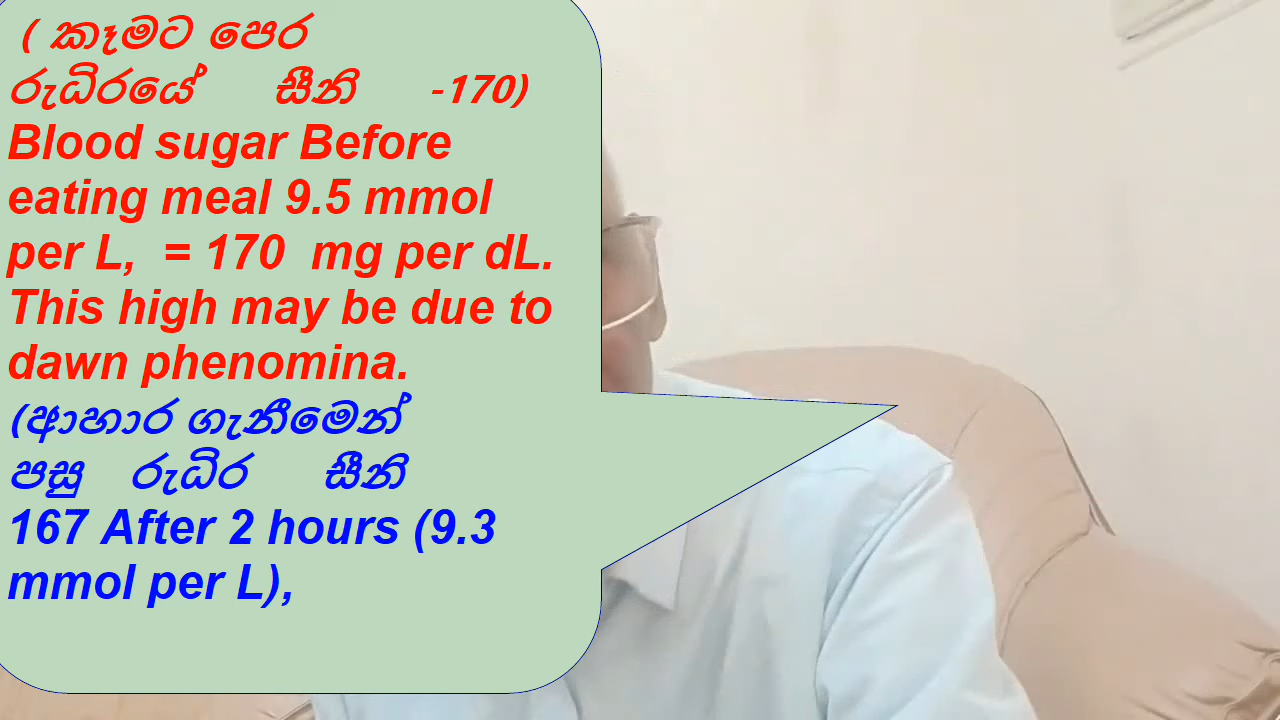 ( කෑමට පෙර
රුධිරයේ සීනි -170)
Blood sugar Before
eating meal 9.5 mmol
per L, = 170 mg per dL.
This high may be due to
dawn phenomina.
(ආහාර ගැනීමෙන්
පසු රුධිර සීනි
167 After 2 hours (9.3
mmol per L),